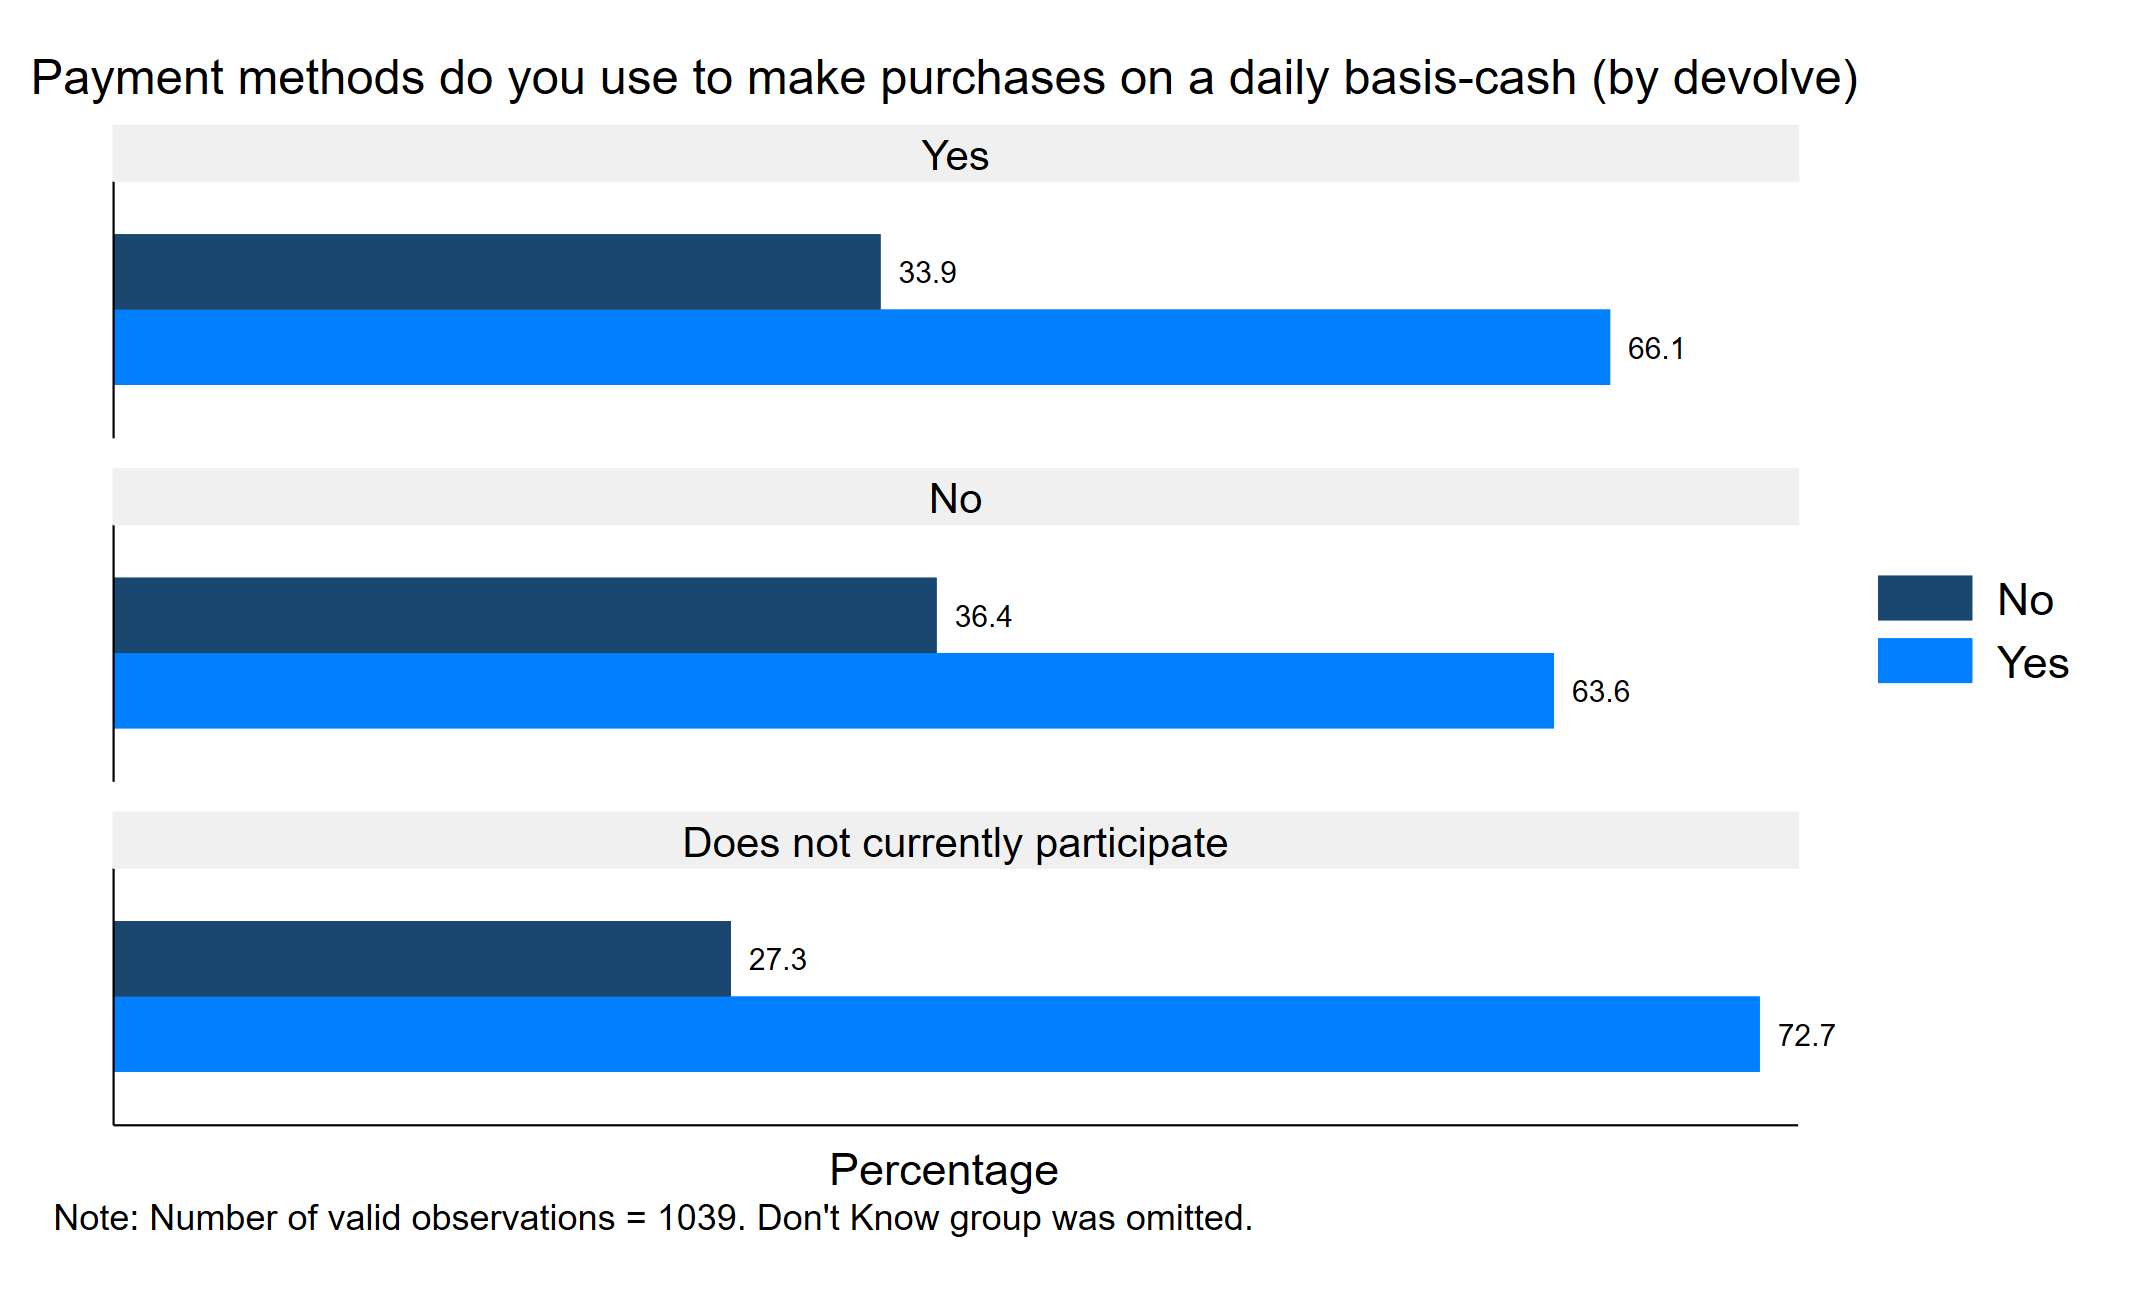 Payment methods do you use to make purchases on a daily basis-cash (by devolve)
Yes
33.9
66.1
No
36.4
63.6
No
Yes
Does not currently participate
27.3
72.7
Percentage
Note: Number of valid observations = 1039. Don't Know group was omitted.